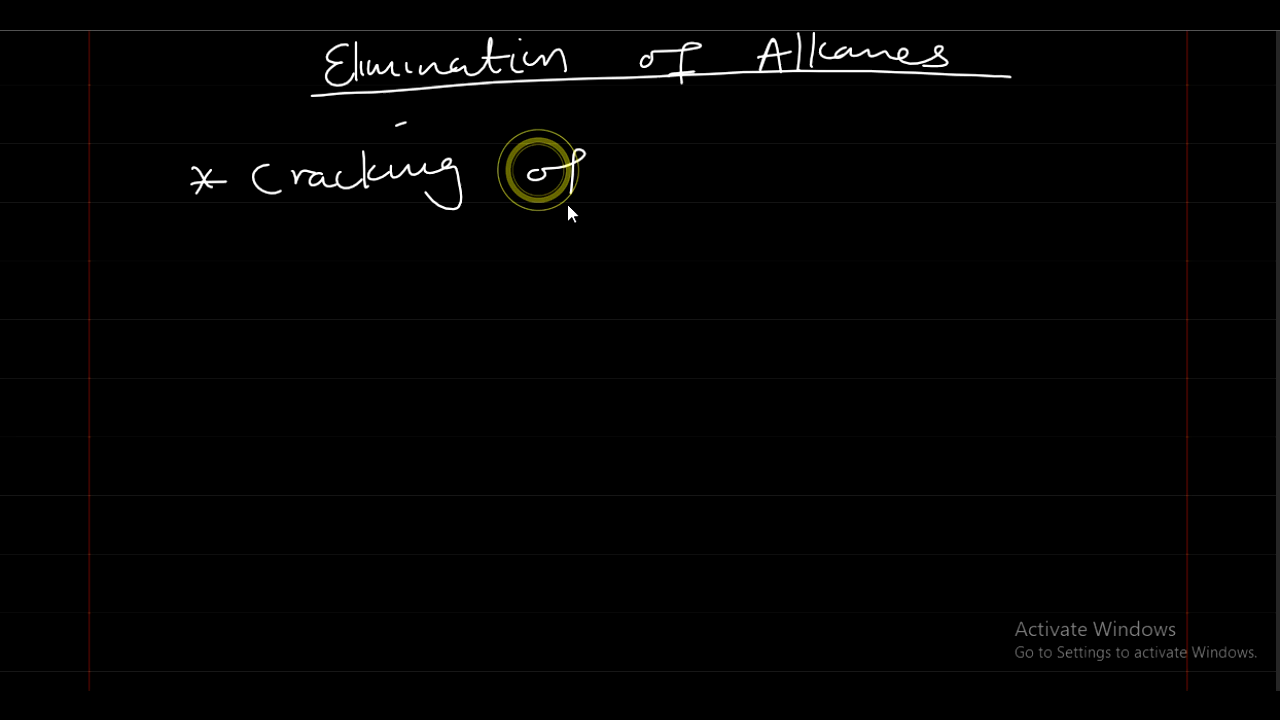 Elimination of Alkanes
* Cracking of
Activate Windows
Go to Settings to activate Windows.